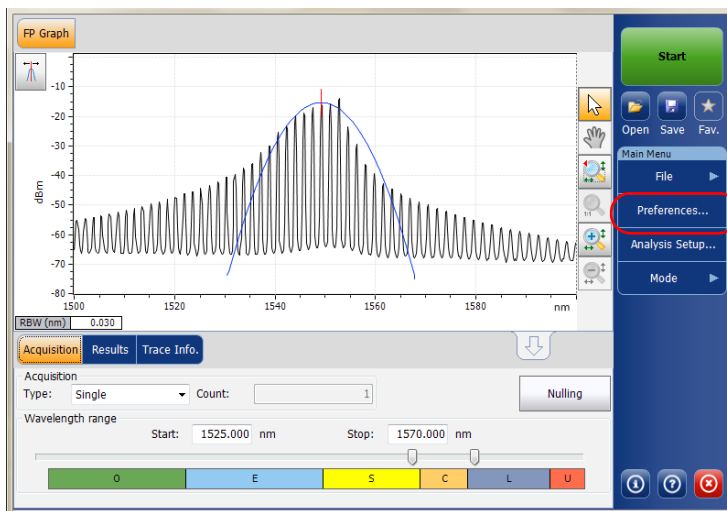 FP Graph
Start
Open Save Fav.
Main Menu
File
Preferences...
Analysis Setup...
Mode
dBm
-10
-20
-30
-40
-50
-60
-70
-80
1500 1520 1540 1560 1580 nm
RBW (nm) 0.030
1:1
Acquisition Results Trace Info.
Acquisition
Type: Single Count: 1
Nulling
Wavelength range
Start: 1525.000 nm Stop: 1570.000 nm
O E S C L U